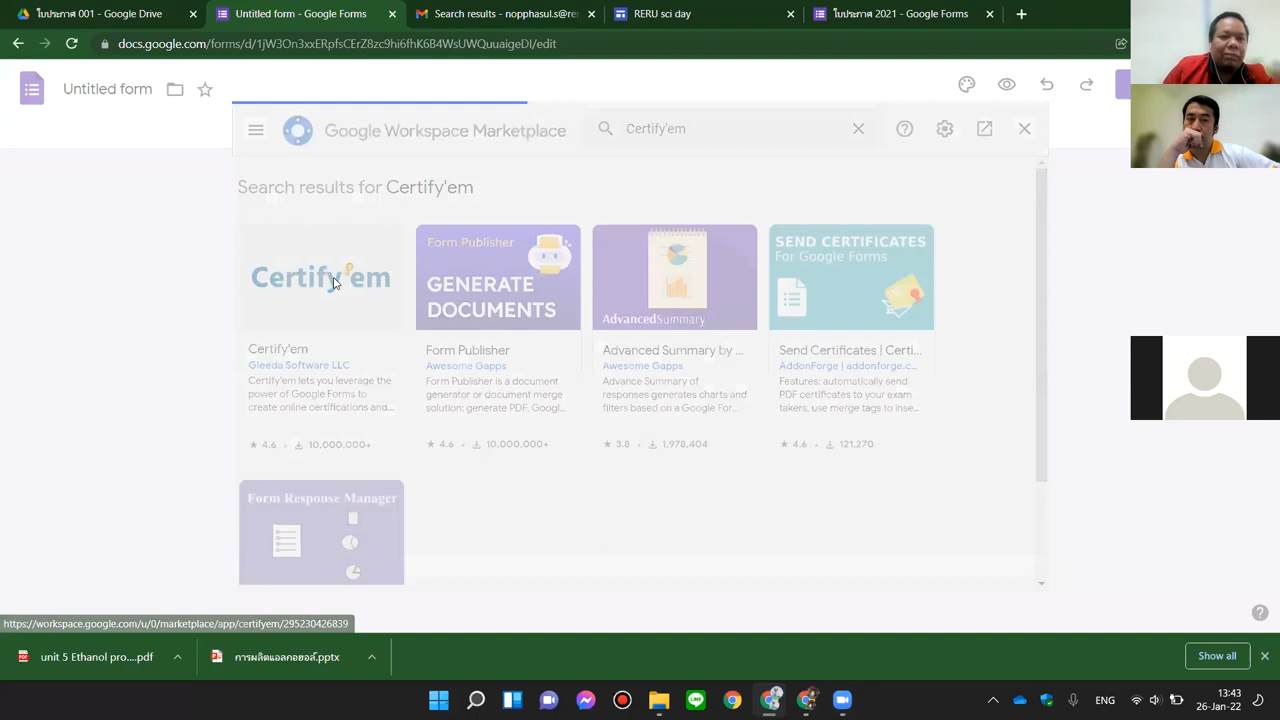 ใบประกาศ 001 - Google Drive
Untitled form - Google Forms
Search results - nopphasul.s@rer
RERU sci day
ใบประกาศ 2021 - Google Forms
docs.google.com/forms/d/1jW3On3xxERpfsCErZ8zc9hi6fhK6B4WsUWQuuaigeDI/edit
Untitled form
Google Workspace Marketplace
Certify'em
Search results for Certify'em
Certify'em
Form Publisher
GENERATE
DOCUMENTS
AdvancedSummary
SEND CERTIFICATES
For Google Forms
Certify'em
Gleeda Software LLC
Certify'em lets you leverage the
power of Google Forms to
create online certifications and...
4.6
10,000,000+
Form Publisher
Awesome Gapps
Form Publisher is a document
generator or document merge
solution: generate PDF, Googl...
4.6
10,000,000+
Advanced Summary by ...
Awesome Gapps
Advance Summary of
responses generates charts and
filters based on a Google For...
3.8
1,978,404
Send Certificates | Certi...
AddonForge | addonforge.c...
Features: automatically send
PDF certificates to your exam
takers, use merge tags to inse...
4.6
121,270
Form Response Manager
https://workspace.google.com/u/0/marketplace/app/certifyem/295230426839
unit 5 Ethanol pro....pdf
การผลิตแอลกอฮอล์.pptx
Show all
ENG
13:43
26-Jan-22